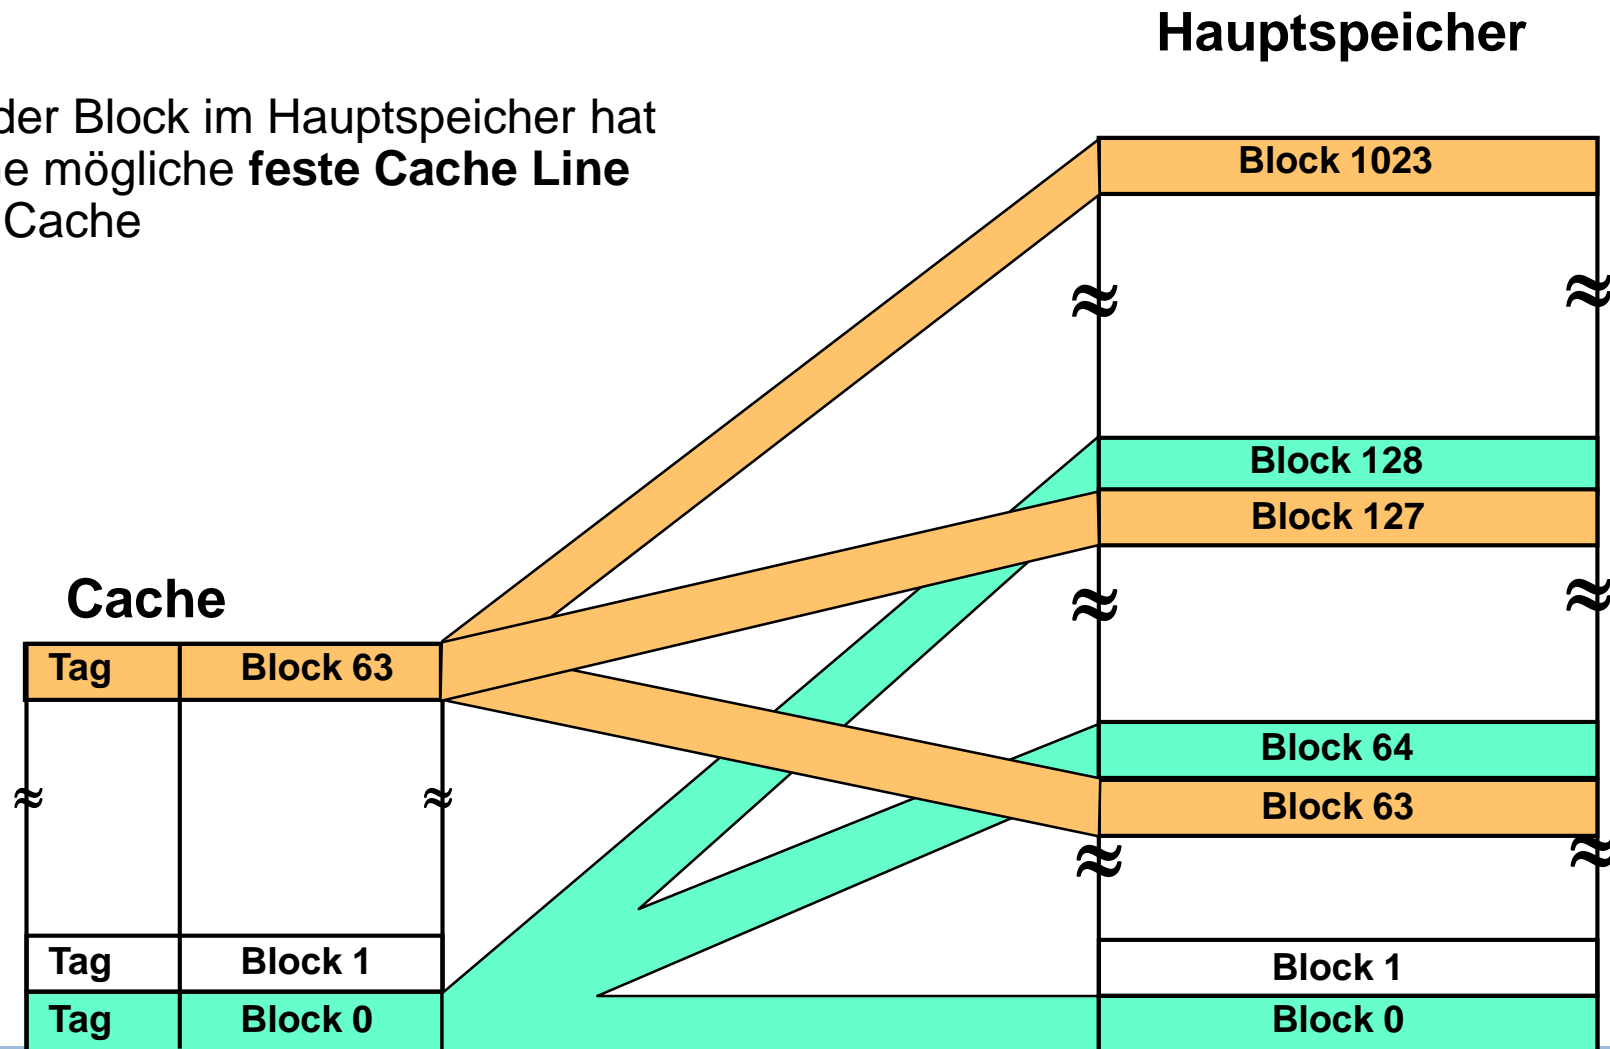 Hauptspeicher
der Block im Hauptspeicher hat
e mögliche feste Cache Line
Cache
Block 1023
Block 128
Block 127
Cache
Tag Block 63
Block 64
Block 63
Tag Block 1
Block 1
Tag Block 0
Block 0